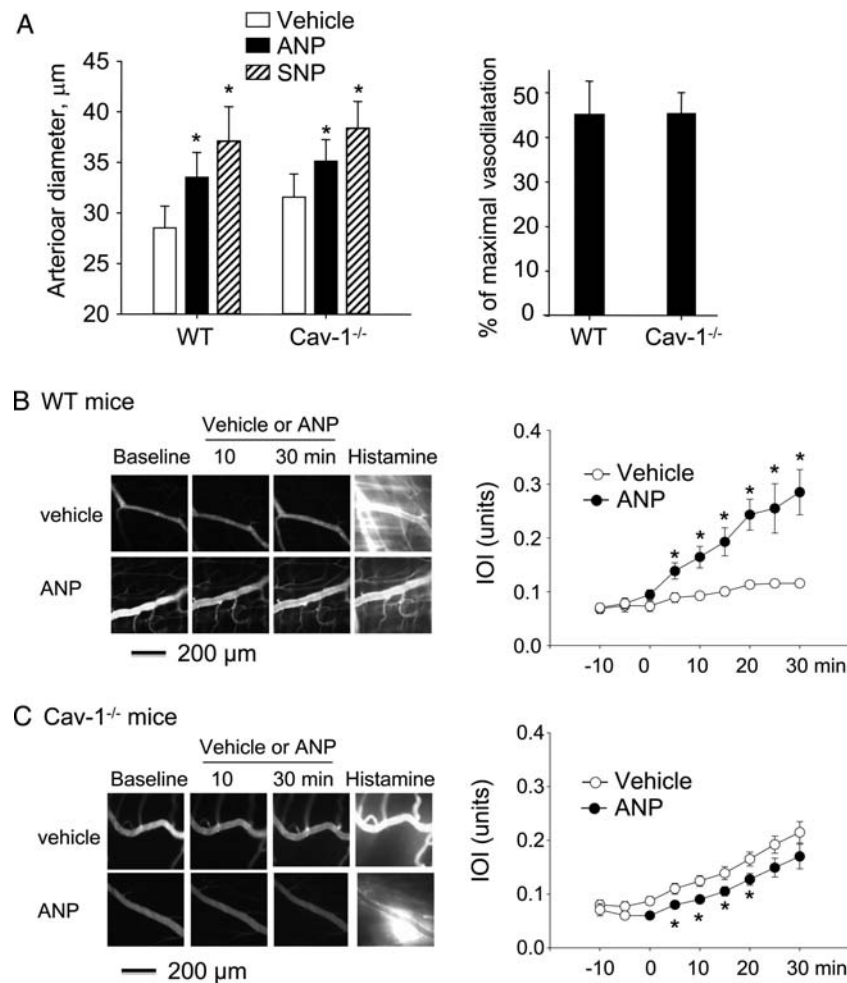 A
Vehicle
ANP
SNP
Arterioar diameter, µm
45
40
35
30
25
20
* * * *
WT Cav-1-/-
% of maximal vasodilatation
50
40
30
20
10
0
WT Cav-1-/-
B WT mice
Vehicle or ANP
Baseline 10 30 min Histamine
vehicle
ANP
200 µm
IOI (units)
0.4
0.3
0.2
0.1
0.0
Vehicle
ANP
* * * * * *
-10 0 10 20 30 min
C Cav-1-/- mice
Vehicle or ANP
Baseline 10 30 min Histamine
vehicle
ANP
200 µm
IOI (units)
0.4
0.3
0.2
0.1
0.0
Vehicle
ANP
* * * *
-10 0 10 20 30 min